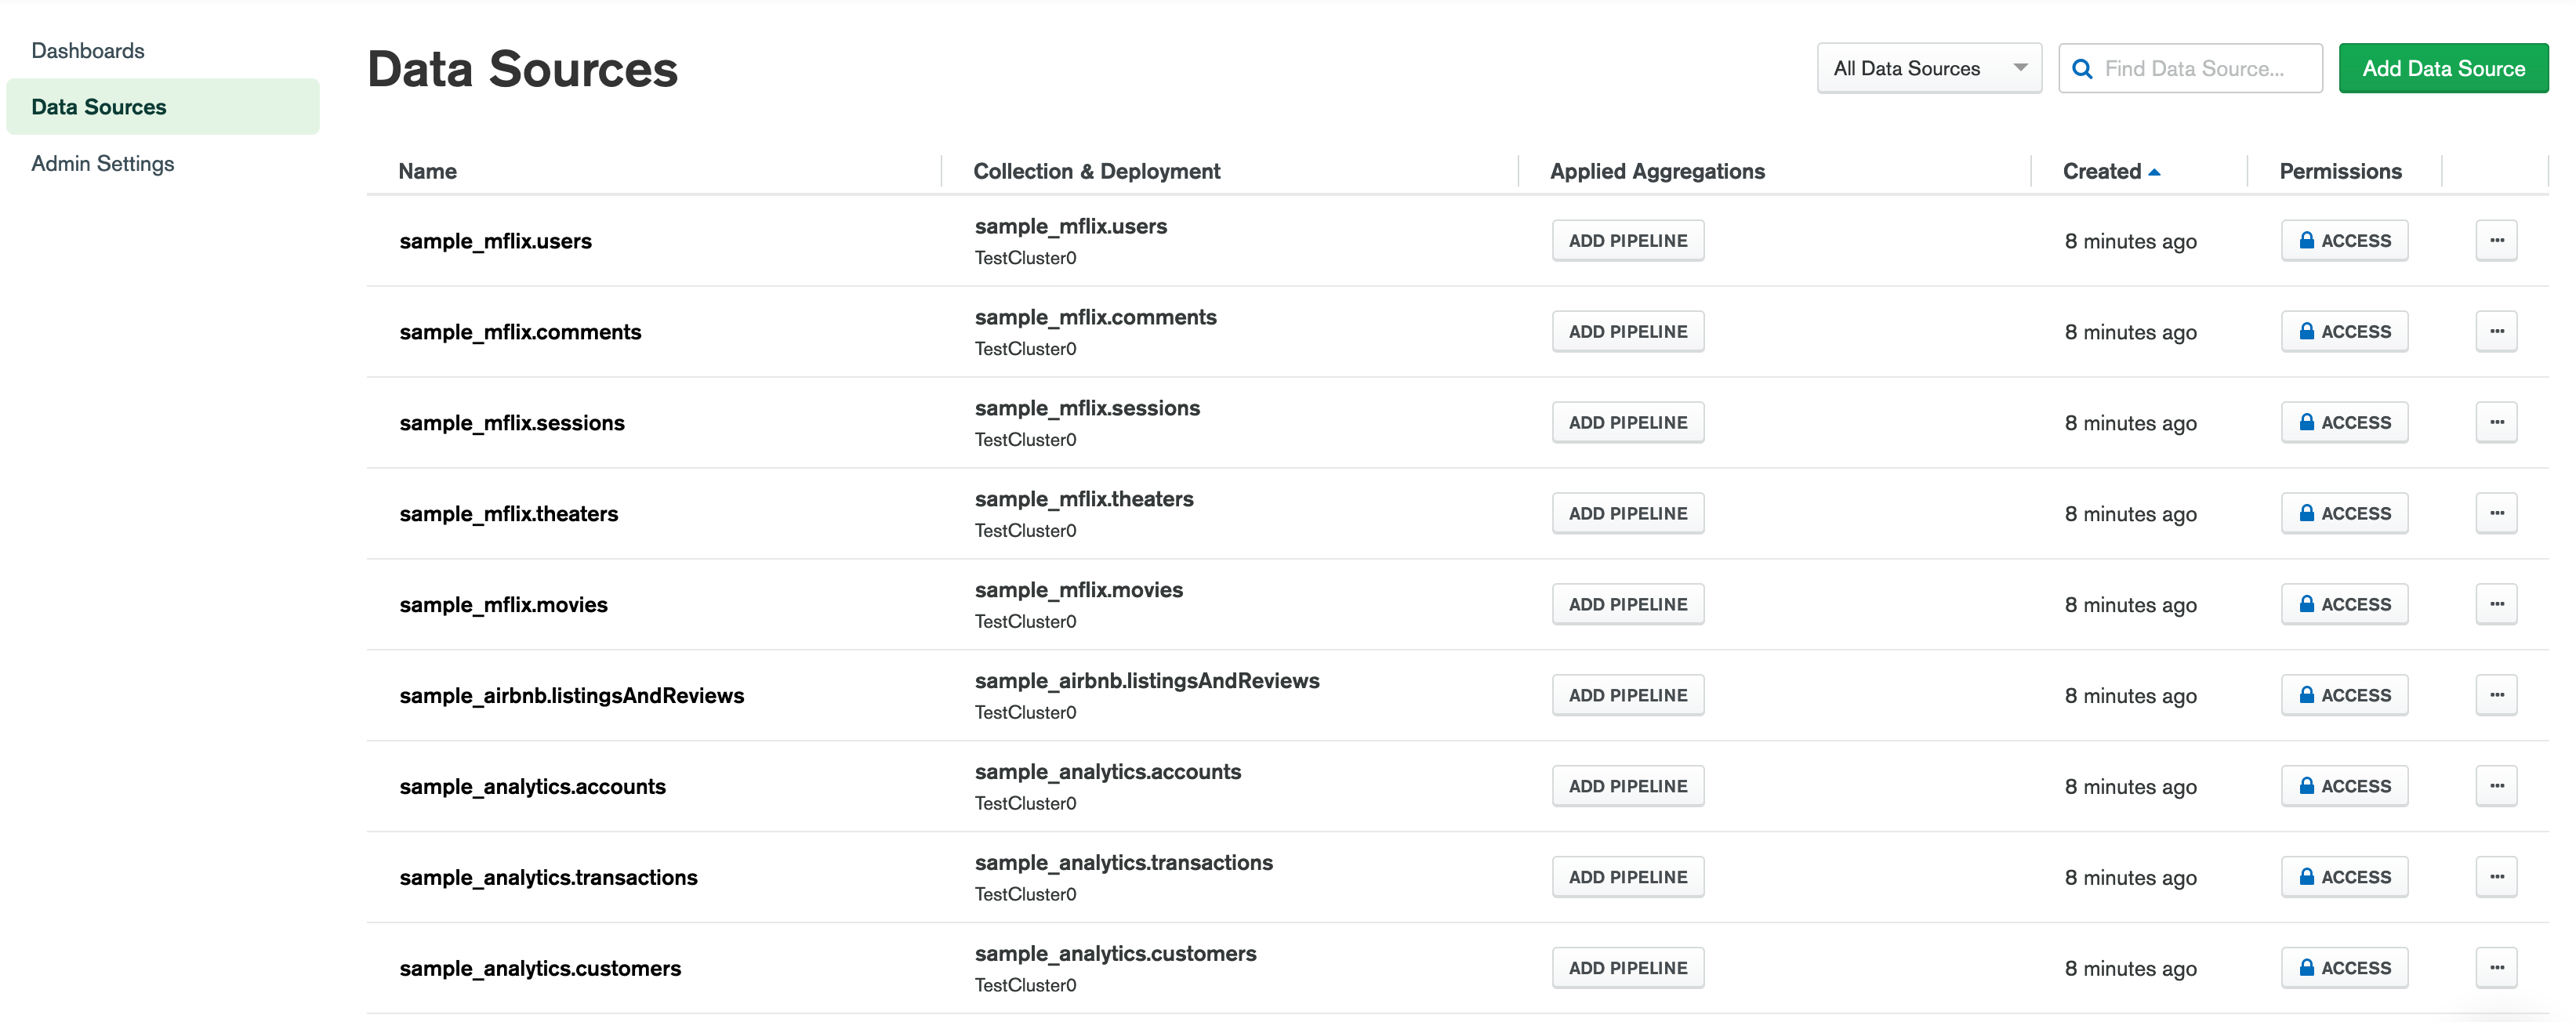 Dashboards
Data Sources
Admin Settings
Data Sources
All Data Sources
Find Data Source...
Add Data Source
Name Collection & Deployment Applied Aggregations Created Permissions
sample_mflix.users sample_mflix.users ADD PIPELINE 8 minutes ago ACCESS ...
TestCluster0
sample_mflix.comments sample_mflix.comments ADD PIPELINE 8 minutes ago ACCESS ...
TestCluster0
sample_mflix.sessions sample_mflix.sessions ADD PIPELINE 8 minutes ago ACCESS ...
TestCluster0
sample_mflix.theaters sample_mflix.theaters ADD PIPELINE 8 minutes ago ACCESS ...
TestCluster0
sample_mflix.movies sample_mflix.movies ADD PIPELINE 8 minutes ago ACCESS ...
TestCluster0
sample_airbnb.listingsAndReviews sample_airbnb.listingsAndReviews ADD PIPELINE 8 minutes ago ACCESS ...
TestCluster0
sample_analytics.accounts sample_analytics.accounts ADD PIPELINE 8 minutes ago ACCESS ...
TestCluster0
sample_analytics.transactions sample_analytics.transactions ADD PIPELINE 8 minutes ago ACCESS ...
TestCluster0
sample_analytics.customers sample_analytics.customers ADD PIPELINE 8 minutes ago ACCESS ...
TestCluster0